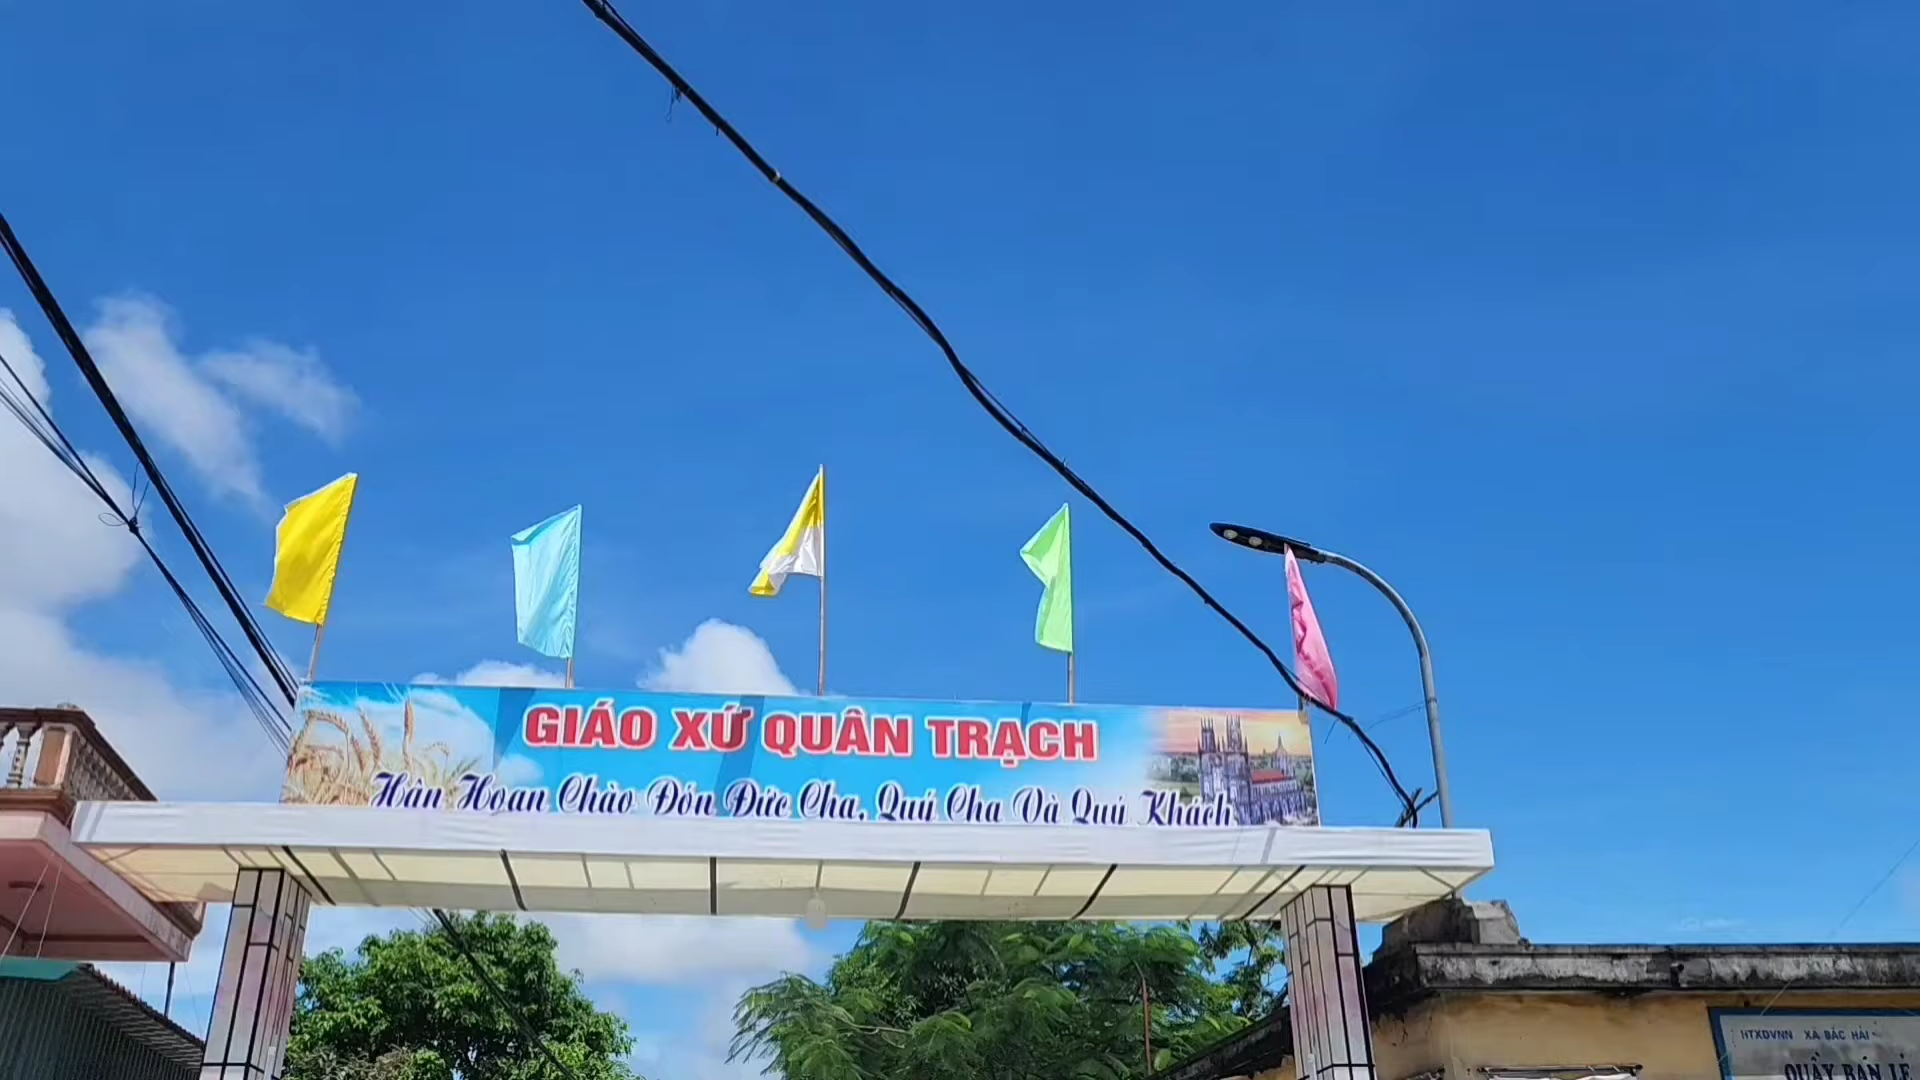 GIÁO XỨ QUÂN TRẠCH
Hân Hoan Chào Đón Đức Cha, Quý Cha Và Quý Khách
HTXDVNN XÃ BẮC HẢI
QUẦY BÁN LẺ